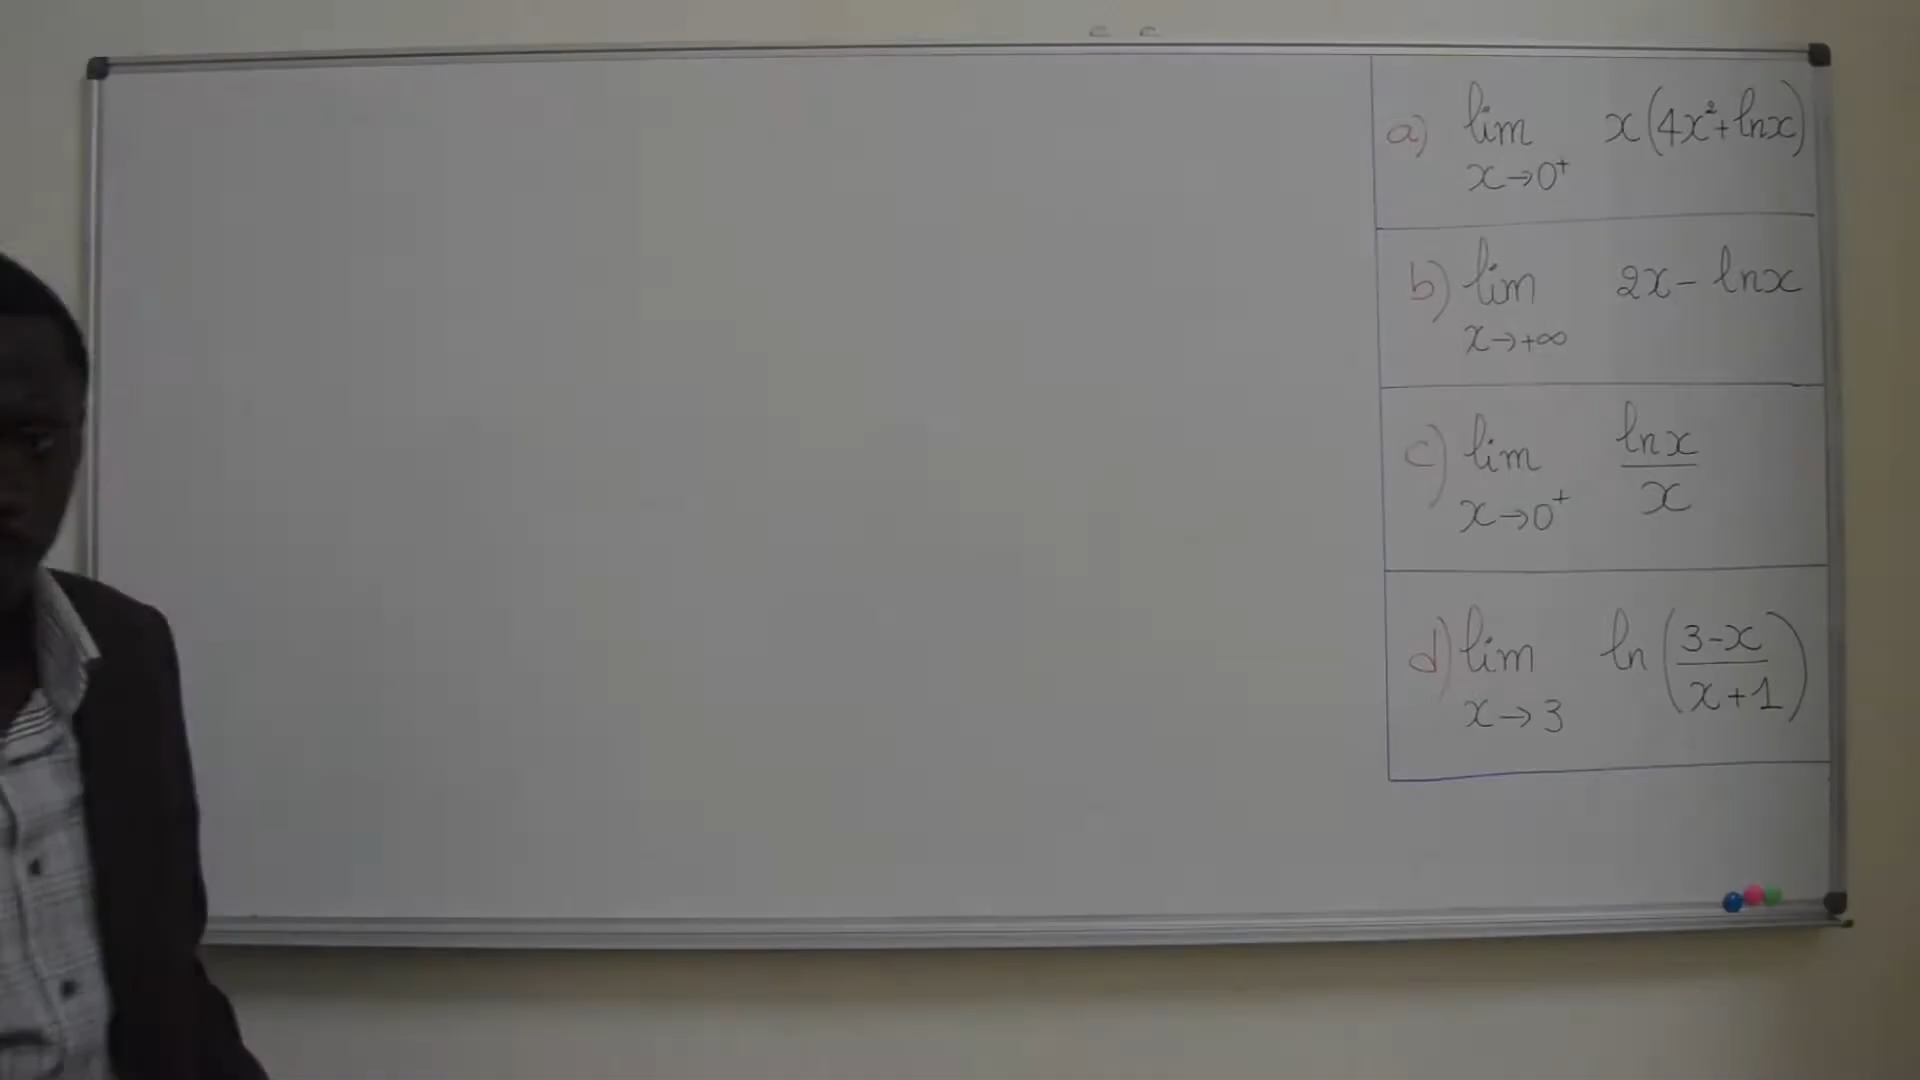 a) lim x→0⁺ x(4x²+lnx)
b) lim x→+∞ 2x-lnx
c) lim x→0⁺ lnx/x
d) lim x→3 ln((3-x)/(x+1))